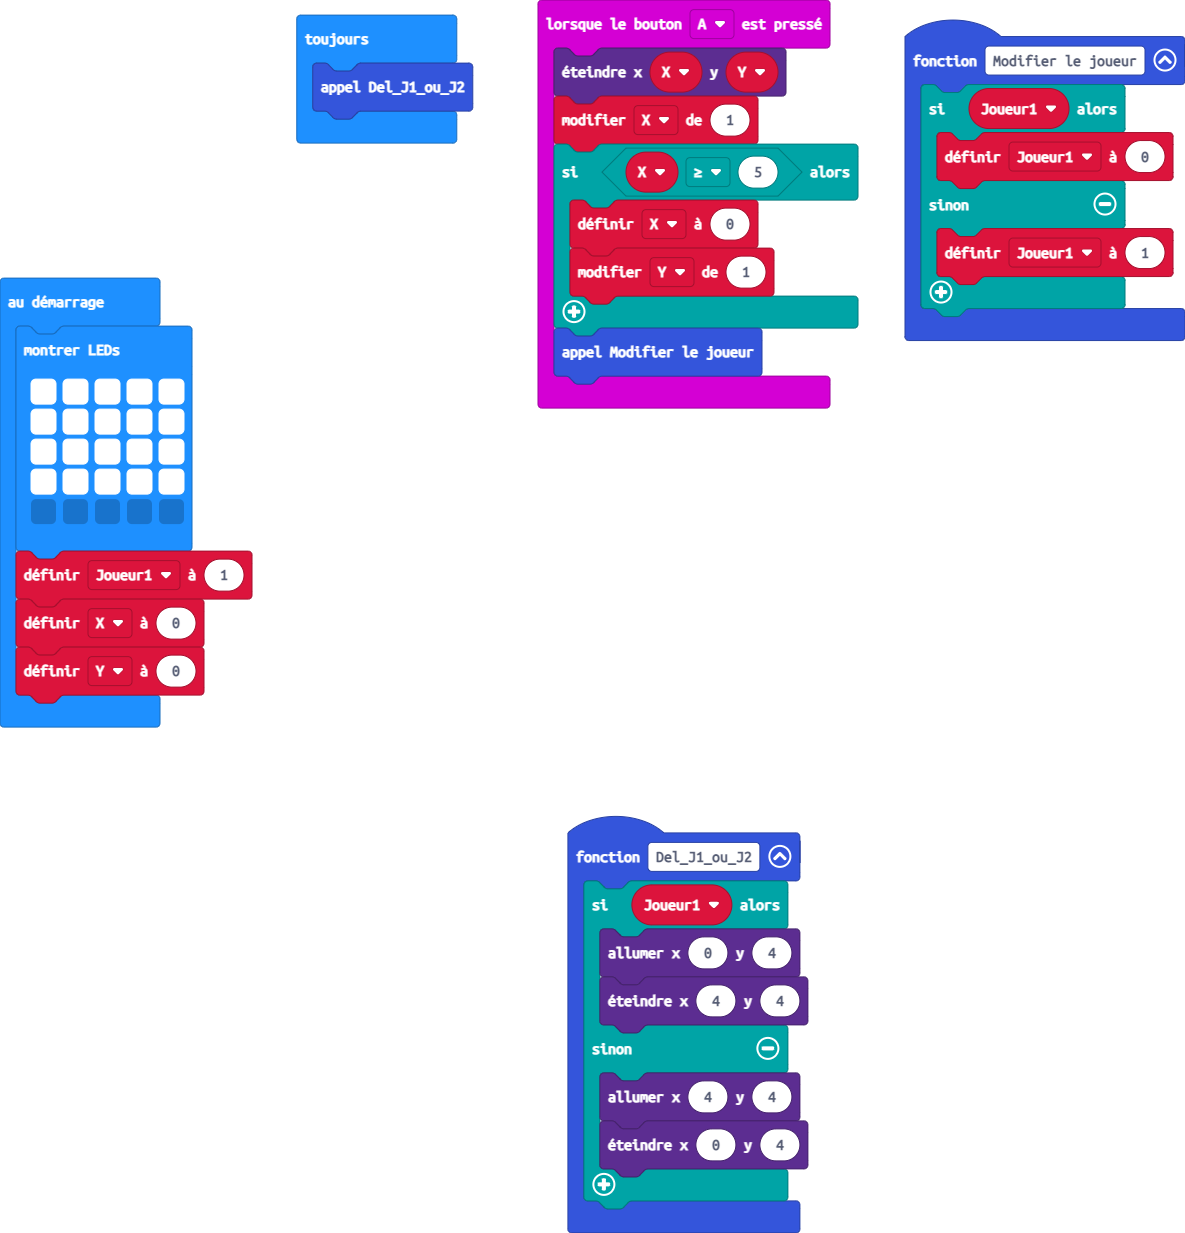 toujours
appel Del_J1_ou_J2
lorsque le bouton A est pressé
éteindre x X y Y
modifier X de 1
si X ≥ 5 alors
définir X à 0
modifier Y de 1
appel Modifier le joueur
fonction Modifier le joueur
si Joueur1 alors
définir Joueur1 à 0
sinon
définir Joueur1 à 1
au démarrage
montrer LEDs
définir Joueur1 à 1
définir X à 0
définir Y à 0
fonction Del_J1_ou_J2
si Joueur1 alors
allumer x 0 y 4
éteindre x 4 y 4
sinon
allumer x 4 y 4
éteindre x 0 y 4